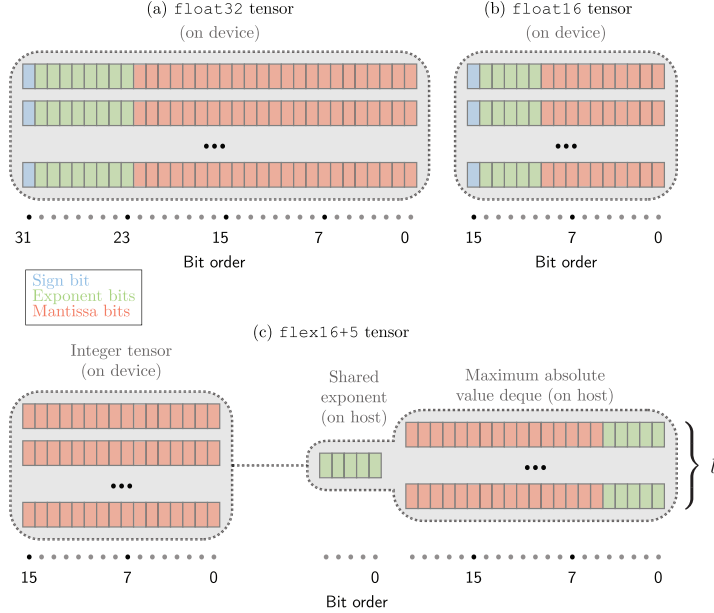 (a) float32 tensor
(on device)
(b) float16 tensor
(on device)
31 23 15 7 0
Bit order
15 7 0
Bit order
Sign bit
Exponent bits
Mantissa bits
(c) flex16+5 tensor
Integer tensor
(on device)
Shared
exponent
(on host)
Maximum absolute
value deque (on host)
l
15 7 0
0 15 7 0
Bit order